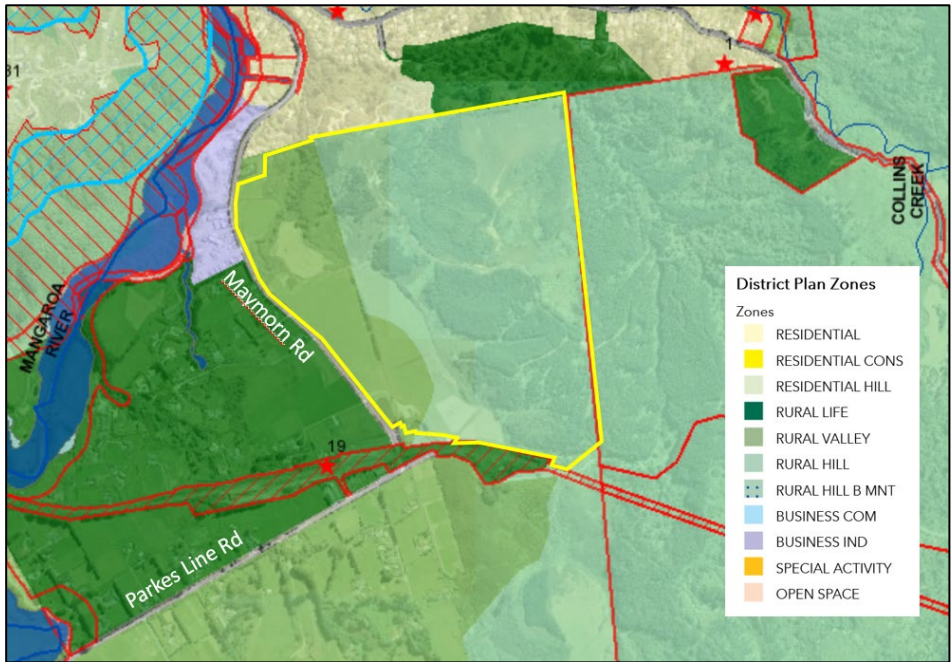 31
1
COLLINS
CREEK
MANGAROA
RIVER
Maymorn Rd
19
Parkes Line Rd
District Plan Zones
Zones
RESIDENTIAL
RESIDENTIAL CONS
RESIDENTIAL HILL
RURAL LIFE
RURAL VALLEY
RURAL HILL
RURAL HILL B MNT
BUSINESS COM
BUSINESS IND
SPECIAL ACTIVITY
OPEN SPACE